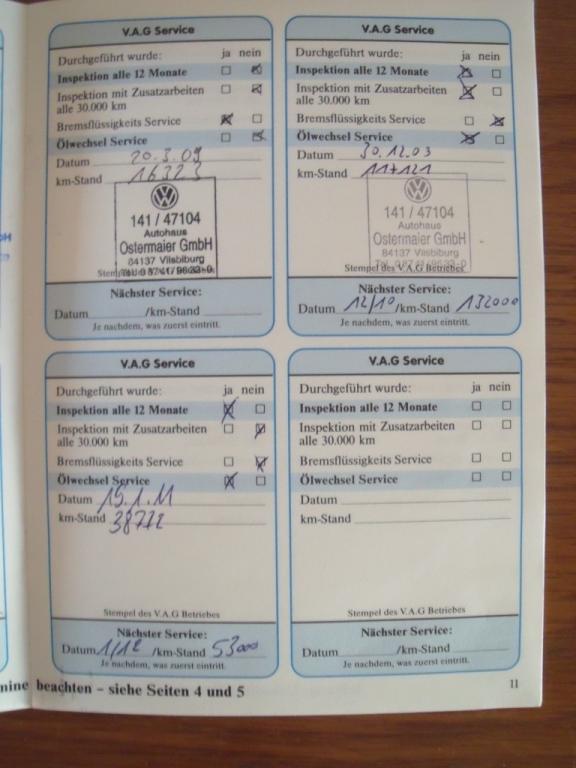 V.A.G Service
Durchgeführt wurde: ja nein
Inspektion alle 12 Monate
Inspektion mit Zusatzarbeiten
alle 30.000 km
Bremsflüssigkeits Service
Ölwechsel Service
Datum 20.3.09
km-Stand 16323
141 / 47104
Autohaus
Ostermaier GmbH
84137 Vilsbiburg
Nächster Service:
Datum /km-Stand
Je nachdem, was zuerst eintritt.
V.A.G Service
Durchgeführt wurde: ja nein
Inspektion alle 12 Monate
Inspektion mit Zusatzarbeiten
alle 30.000 km
Bremsflüssigkeits Service
Ölwechsel Service
Datum 30.12.03
km-Stand
141 / 47104
Autohaus
Ostermaier GmbH
84137 Vilsbiburg
Stempel des V.A.G Betriebes
Nächster Service:
Datum 12/10 /km-Stand 132000
Je nachdem, was zuerst eintritt.
V.A.G Service
Durchgeführt wurde: ja nein
Inspektion alle 12 Monate
Inspektion mit Zusatzarbeiten
alle 30.000 km
Bremsflüssigkeits Service
Ölwechsel Service
Datum 19.1.11
km-Stand 38772
Stempel des V.A.G Betriebes
Nächster Service:
Datum 1/12 /km-Stand 53000
Je nachdem, was zuerst eintritt.
V.A.G Service
Durchgeführt wurde: ja nein
Inspektion alle 12 Monate
Inspektion mit Zusatzarbeiten
alle 30.000 km
Bremsflüssigkeits Service
Ölwechsel Service
Datum
km-Stand
Stempel des V.A.G Betriebes
Nächster Service:
Datum /km-Stand
Je nachdem, was zuerst eintritt.
mine beachten – siehe Seiten 4 und 5
11